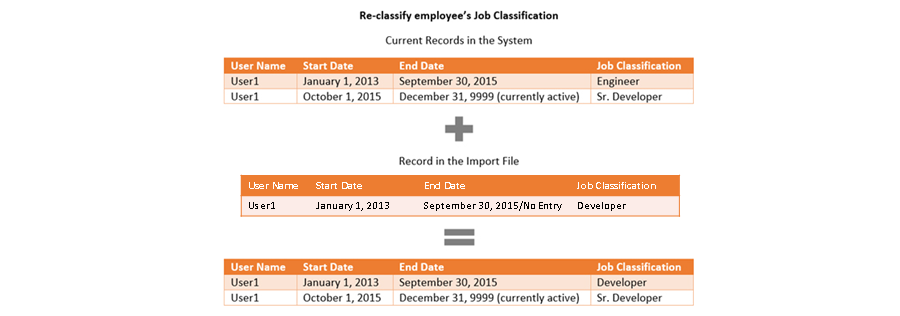 Re-classify employee's Job Classification
Current Records in the System
User Name Start Date End Date Job Classification
User1 January 1, 2013 September 30, 2015 Engineer
User1 October 1, 2015 December 31, 9999 (currently active) Sr. Developer
Record in the Import File
User Name Start Date End Date Job Classification
User1 January 1, 2013 September 30, 2015/No Entry Developer
User Name Start Date End Date Job Classification
User1 January 1, 2013 September 30, 2015 Developer
User1 October 1, 2015 December 31, 9999 (currently active) Sr. Developer